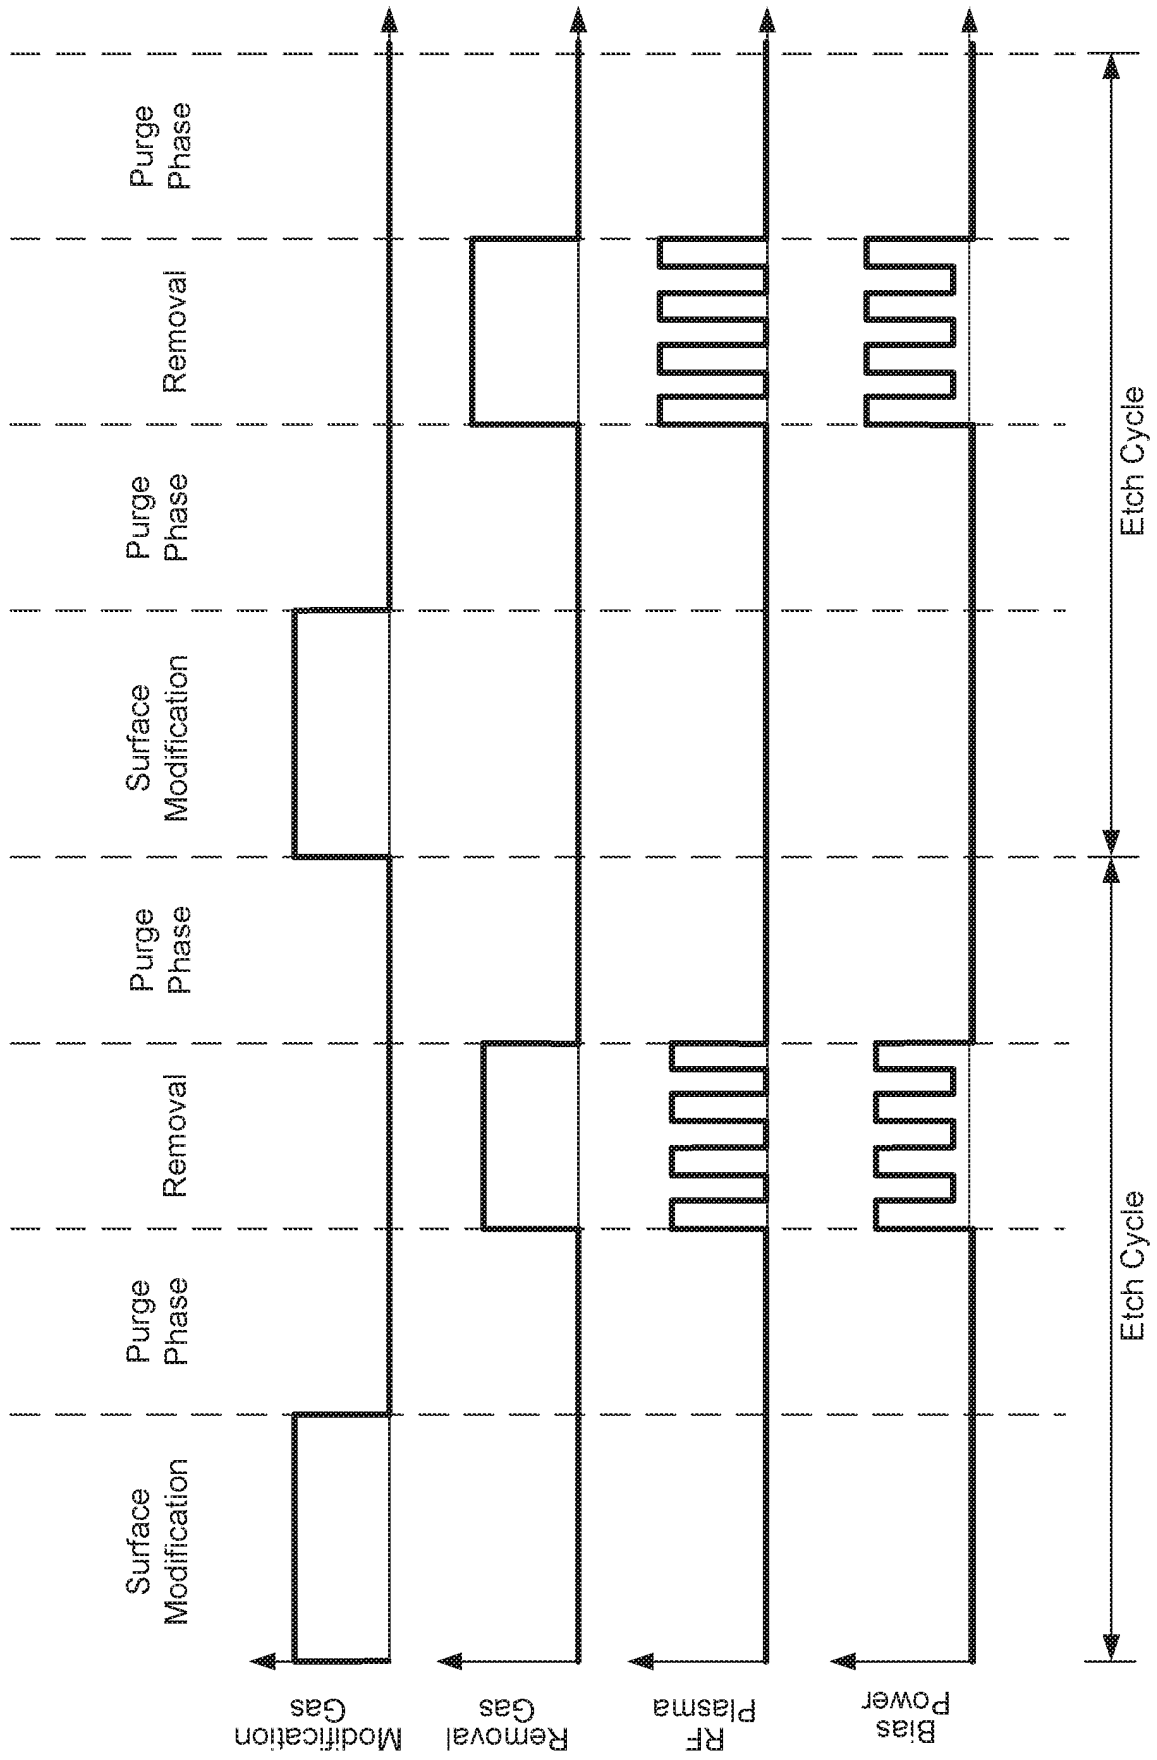 Surface
Modification
Purge
Phase
Removal
Purge
Phase
Surface
Modification
Purge
Phase
Removal
Purge
Phase
Modification
Gas
Removal
Gas
RF
Plasma
Bias
Power
Etch Cycle
Etch Cycle